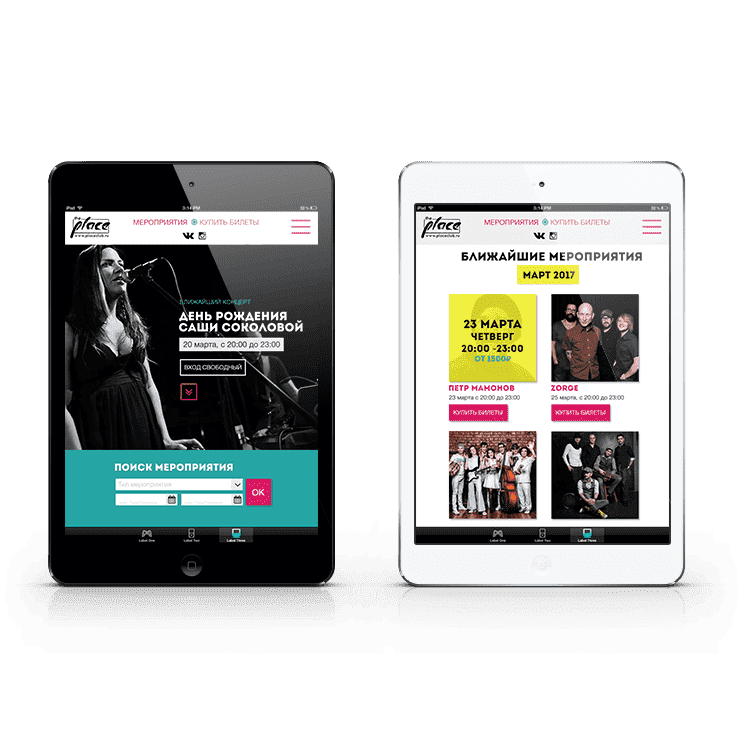 iPad
3:14 PM
the
place
www.placeclub.ru
МЕРОПРИЯТИЯ КУПИТЬ БИЛЕТЫ
БЛИЖАЙШИЙ КОНЦЕРТ
ДЕНЬ РОЖДЕНИЯ
САШИ СОКОЛОВОЙ
20 марта, с 20:00 до 23:00
ВХОД СВОБОДНЫЙ
ПОИСК МЕРОПРИЯТИЯ
Тип мероприятия
OK
Label One
Label Two
Label Three
iPad
3:14 PM
the
place
www.placeclub.ru
МЕРОПРИЯТИЯ КУПИТЬ БИЛЕТЫ
БЛИЖАЙШИЕ МЕРОПРИЯТИЯ
МАРТ 2017
23 МАРТА
ЧЕТВЕРГ
20:00 -23:00
ОТ 1500₽
ПЕТР МАМОНОВ
23 марта с 20:00 до 23:00
КУПИТЬ БИЛЕТЫ
ZORGE
25 марта, с 20:00 до 23:00
КУПИТЬ БИЛЕТЫ
Label One
Label Two
Label Three